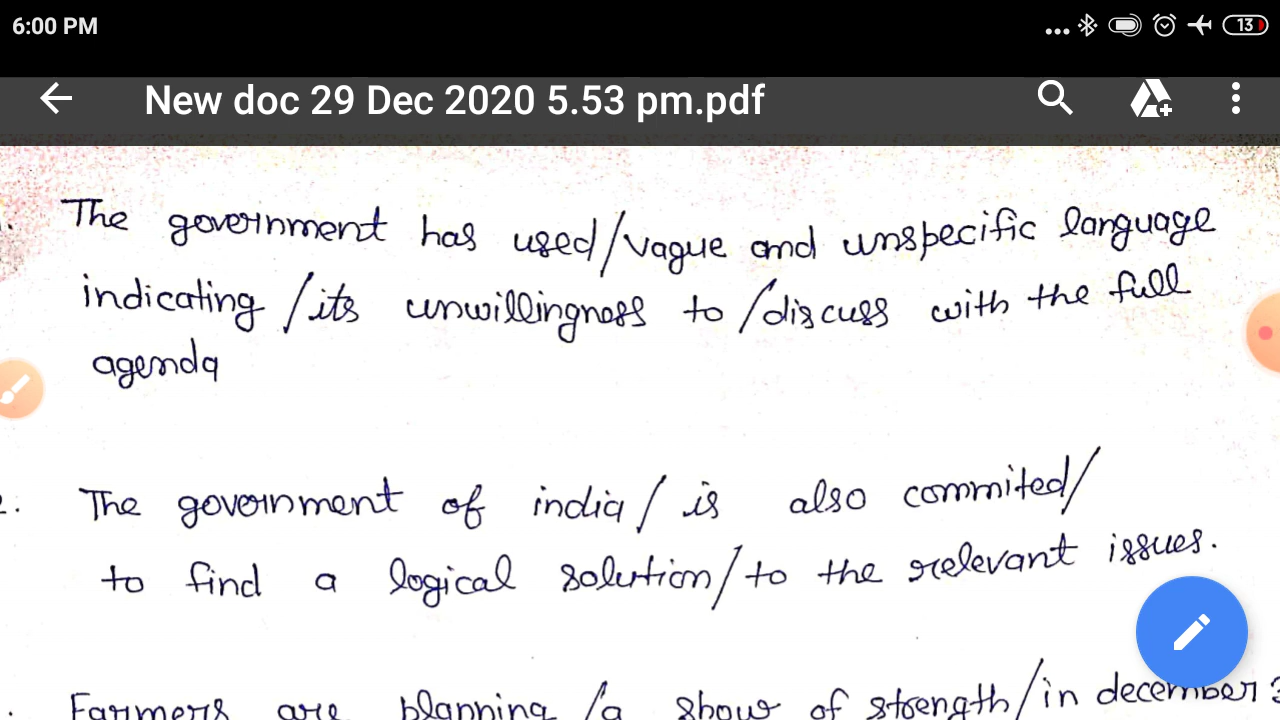 6:00 PM
13
New doc 29 Dec 2020 5.53 pm.pdf
The government has used/vague and unspecific language
indicating /its unwillingness to /discuss with the full
agenda
The government of india / is also commited/
to find a logical solution/ to the relevant issues.
Farmers are planning /a show of strength/in december